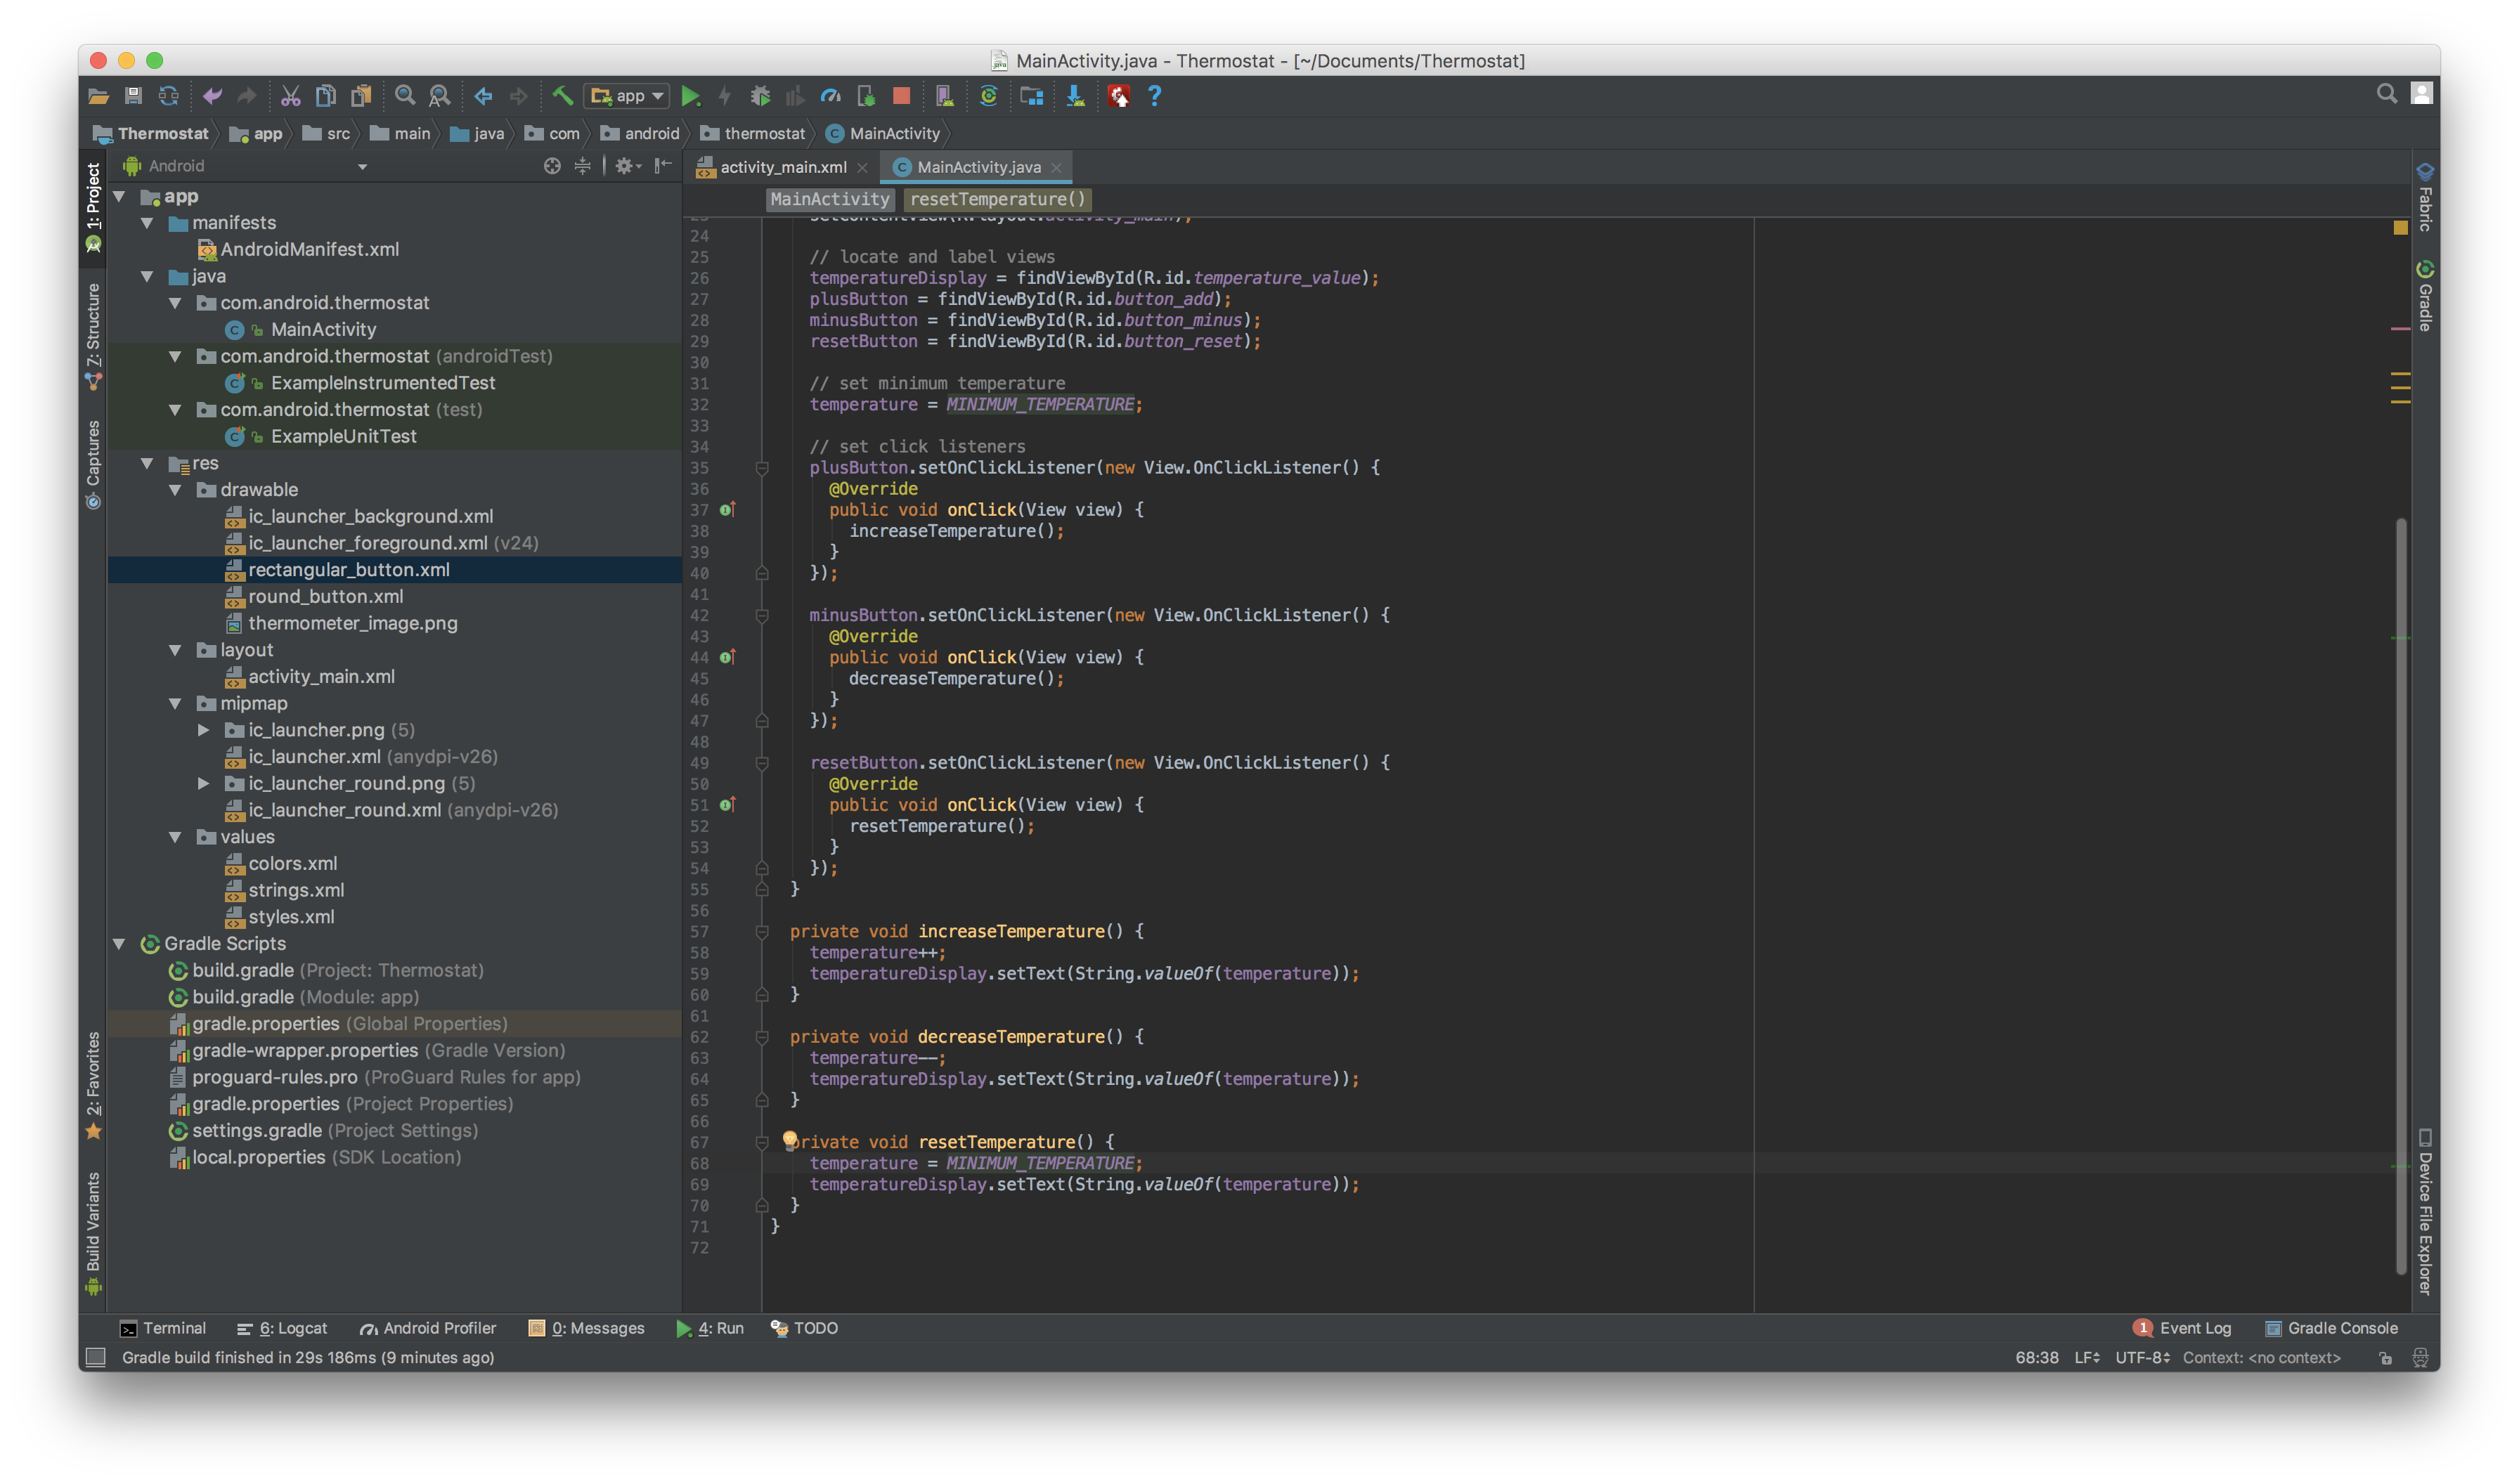 MainActivity.java - Thermostat - [~/Documents/Thermostat]
app
Thermostat app src main java com android thermostat MainActivity
Android
activity_main.xml MainActivity.java
MainActivity resetTemperature()
1: Project
Z: Structure
Captures
2: Favorites
Build Variants
app
manifests
AndroidManifest.xml
java
com.android.thermostat
MainActivity
com.android.thermostat (androidTest)
ExampleInstrumentedTest
com.android.thermostat (test)
ExampleUnitTest
res
drawable
ic_launcher_background.xml
ic_launcher_foreground.xml (v24)
rectangular_button.xml
round_button.xml
thermometer_image.png
layout
activity_main.xml
mipmap
ic_launcher.png (5)
ic_launcher.xml (anydpi-v26)
ic_launcher_round.png (5)
ic_launcher_round.xml (anydpi-v26)
values
colors.xml
strings.xml
styles.xml
Gradle Scripts
build.gradle (Project: Thermostat)
build.gradle (Module: app)
gradle.properties (Global Properties)
gradle-wrapper.properties (Gradle Version)
proguard-rules.pro (ProGuard Rules for app)
gradle.properties (Project Properties)
settings.gradle (Project Settings)
local.properties (SDK Location)
23 setContentView(R.layout.activity_main);
24
25 // locate and label views
26 temperatureDisplay = findViewById(R.id.temperature_value);
27 plusButton = findViewById(R.id.button_add);
28 minusButton = findViewById(R.id.button_minus);
29 resetButton = findViewById(R.id.button_reset);
30
31 // set minimum temperature
32 temperature = MINIMUM_TEMPERATURE;
33
34 // set click listeners
35 plusButton.setOnClickListener(new View.OnClickListener() {
36 @Override
37 public void onClick(View view) {
38 increaseTemperature();
39 }
40 });
41
42 minusButton.setOnClickListener(new View.OnClickListener() {
43 @Override
44 public void onClick(View view) {
45 decreaseTemperature();
46 }
47 });
48
49 resetButton.setOnClickListener(new View.OnClickListener() {
50 @Override
51 public void onClick(View view) {
52 resetTemperature();
53 }
54 });
55 }
56
57 private void increaseTemperature() {
58 temperature++;
59 temperatureDisplay.setText(String.valueOf(temperature));
60 }
61
62 private void decreaseTemperature() {
63 temperature--;
64 temperatureDisplay.setText(String.valueOf(temperature));
65 }
66
67 private void resetTemperature() {
68 temperature = MINIMUM_TEMPERATURE;
69 temperatureDisplay.setText(String.valueOf(temperature));
70 }
71 }
72
Fabric
Gradle
Device File Explorer
Terminal 6: Logcat Android Profiler 0: Messages 4: Run TODO 1 Event Log Gradle Console
Gradle build finished in 29s 186ms (9 minutes ago) 68:38 LF UTF-8 Context: <no context>